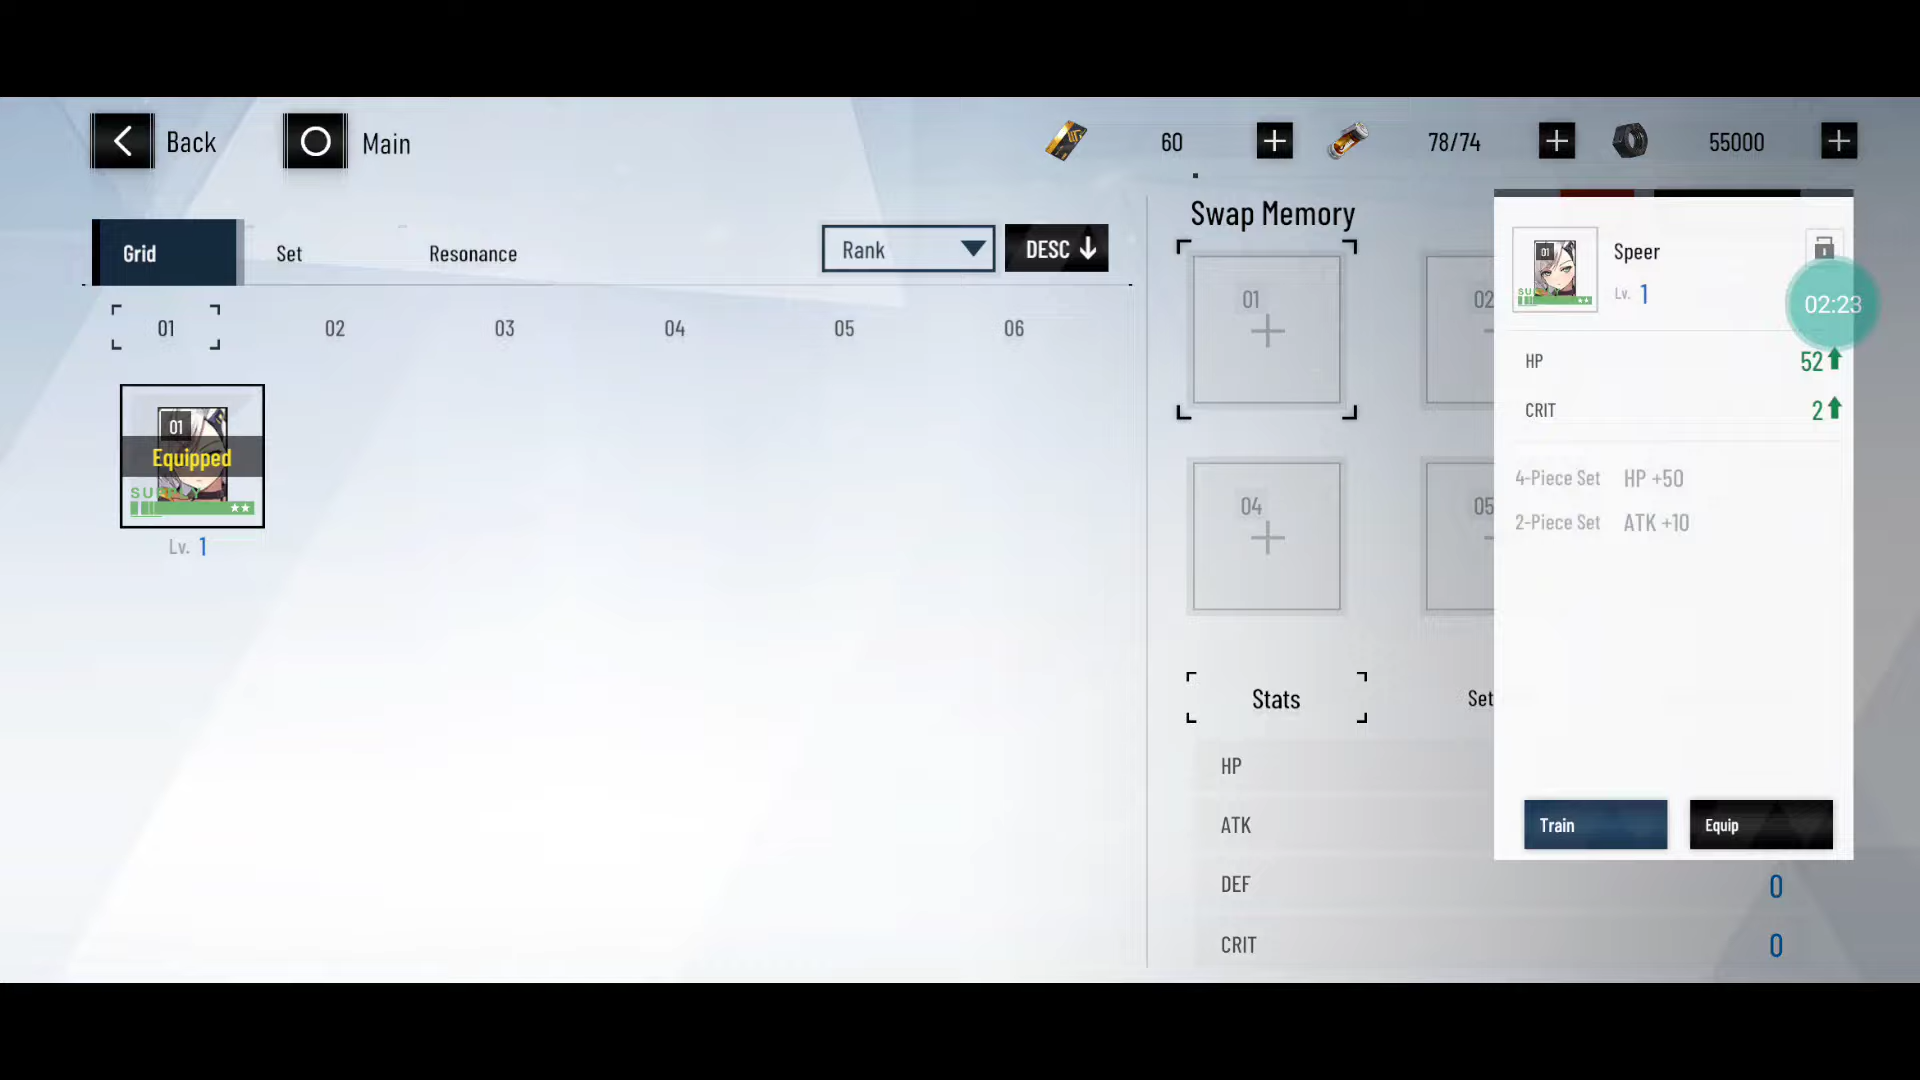 Back
Main
60
78/74
55000
Grid
Set
Resonance
Rank
DESC
01
02
03
04
05
06
01
Equipped
SUPPLY
Lv. 1
Swap Memory
01
02
04
05
Stats
Set
HP
ATK
DEF
0
CRIT
0
01
Speer
Lv. 1
02:23
HP
52
CRIT
2
4-Piece Set HP +50
2-Piece Set ATK +10
Train
Equip